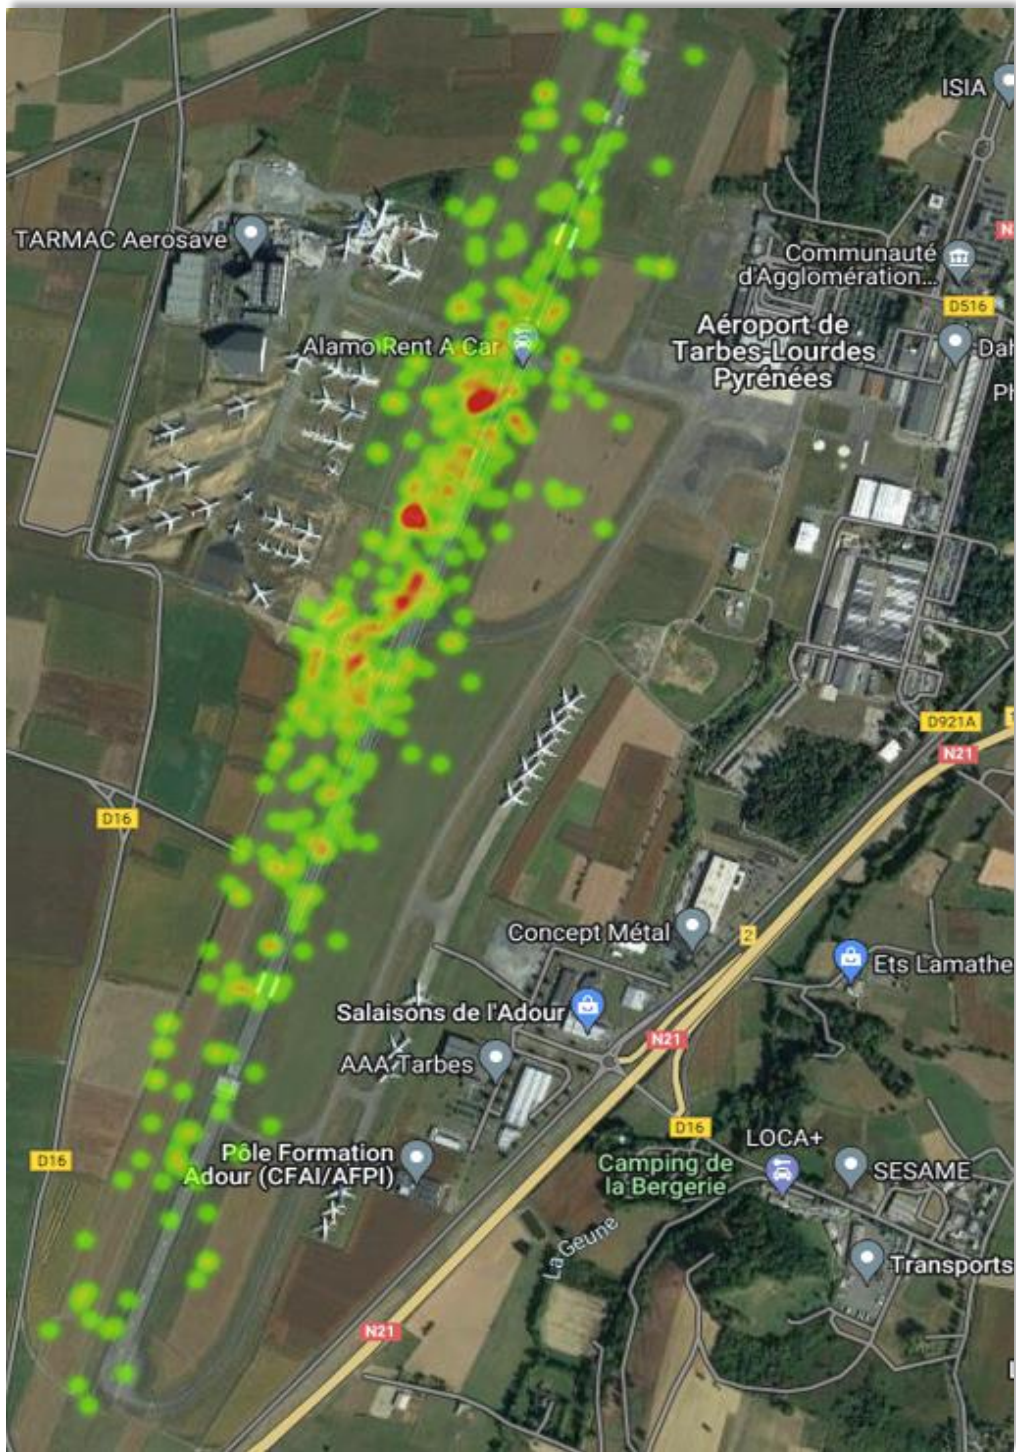 ISIA
N
TARMAC Aerosave
Communauté
d'Agglomération...
D516
Alamo Rent A Car
Aéroport de
Tarbes-Lourdes
Pyrénées
Dah
Ph
D921A
N21
D16
Concept Métal
2
Ets Lamathe
Salaisons de l'Adour
N21
AAA Tarbes
D16
LOCA+
D16
Pôle Formation
Adour (CFAI/AFPI)
Camping de
la Bergerie
SESAME
La Geune
Transports
N21